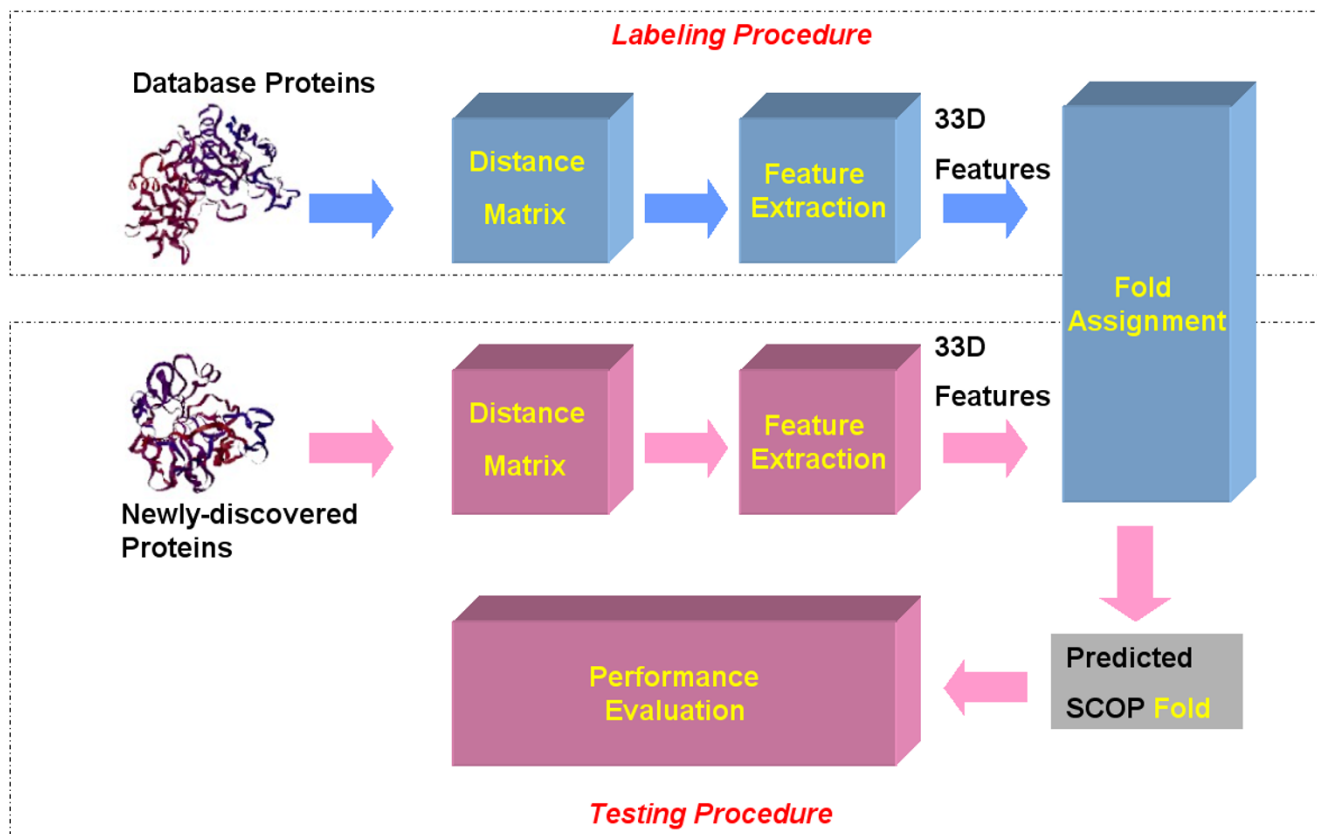 Labeling Procedure
Database Proteins
Distance
Matrix
Feature
Extraction
33D
Features
Fold
Assignment
Newly-discovered
Proteins
Distance
Matrix
Feature
Extraction
33D
Features
Predicted
SCOP Fold
Performance
Evaluation
Testing Procedure